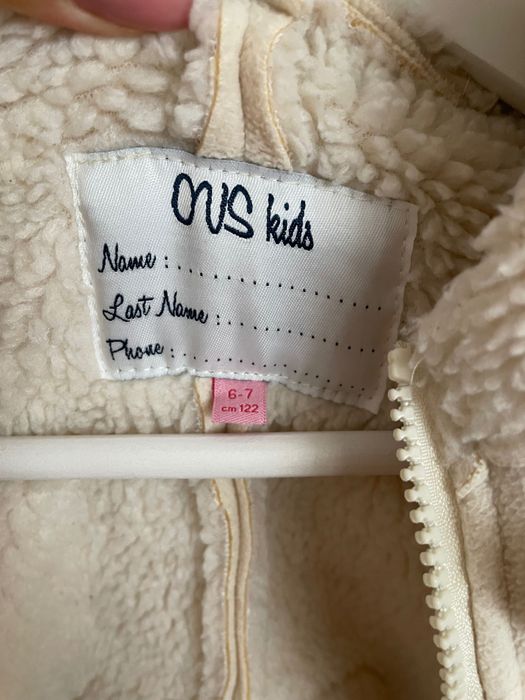 OVS kids
Name : ......................
Last Name : ..................
Phone : ......................
6-7
cm 122